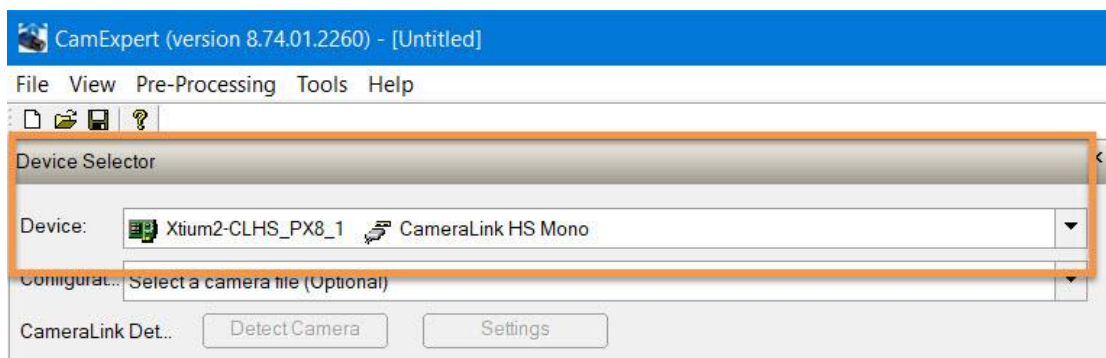 CamExpert (version 8.74.01.2260) - [Untitled]
File View Pre-Processing Tools Help
Device Selector
Device: Xtium2-CLHS_PX8_1 CameraLink HS Mono
Configurat... Select a camera file (Optional)
CameraLink Det... Detect Camera Settings